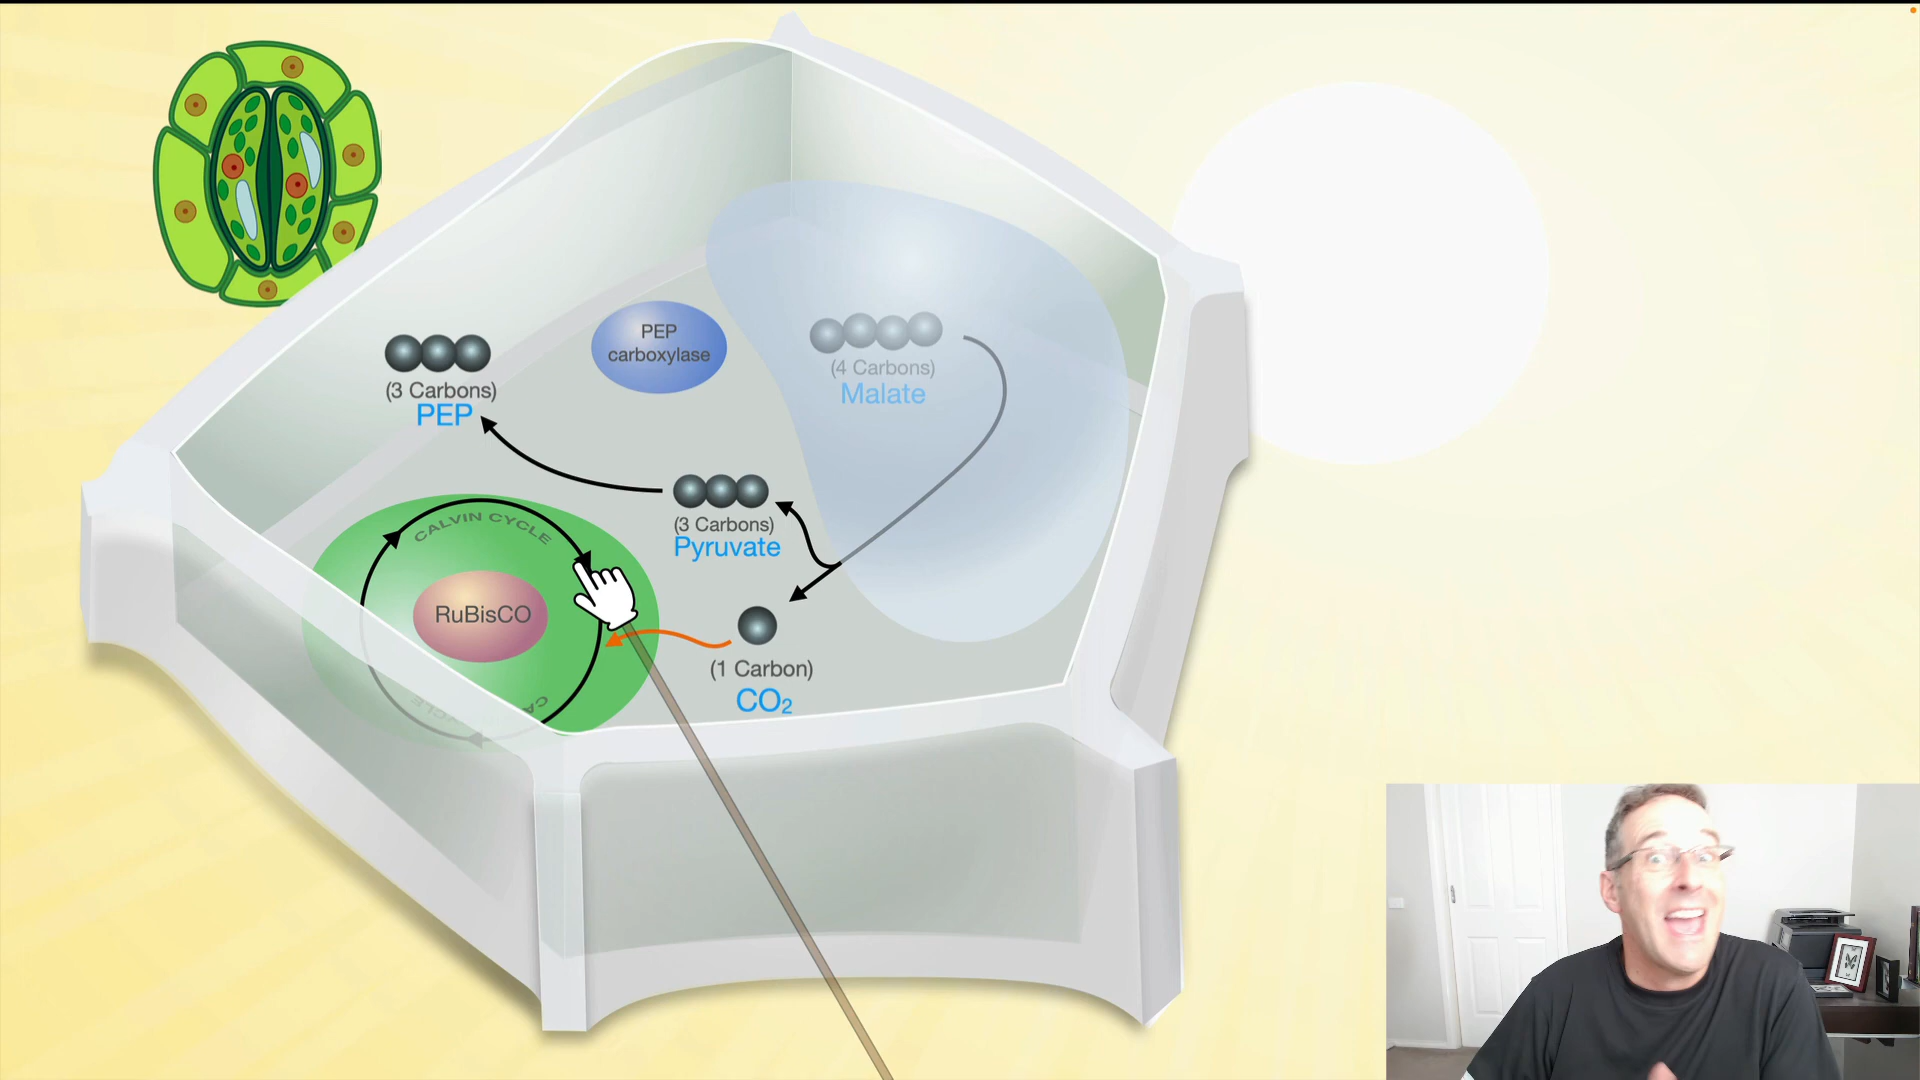 PEP
carboxylase
(3 Carbons)
PEP
(4 Carbons)
Malate
(3 Carbons)
Pyruvate
CALVIN CYCLE
RuBisCO
(1 Carbon)
CO₂